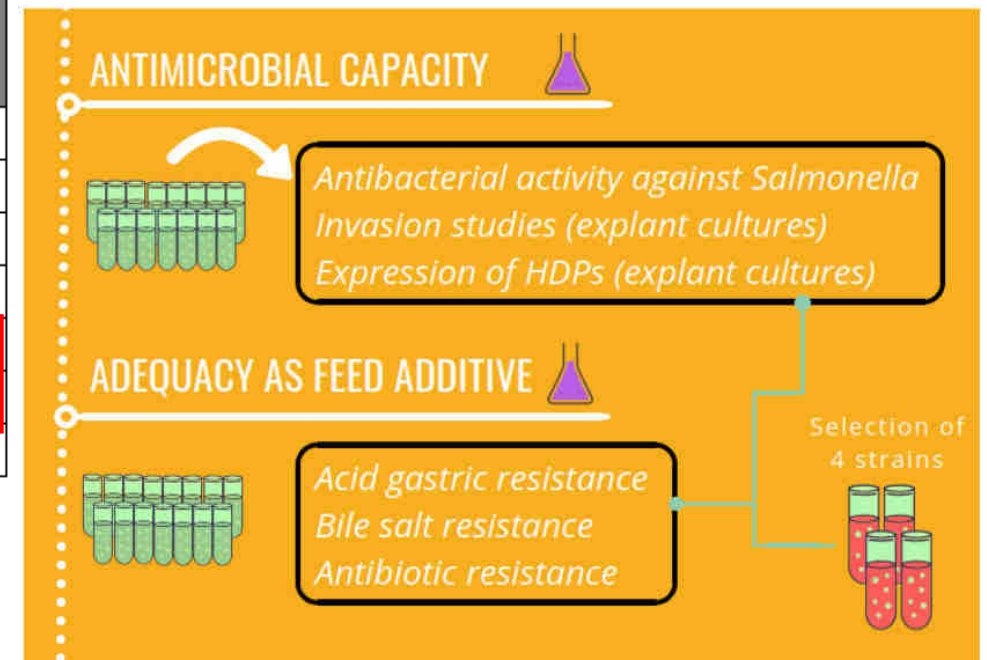 ANTIMICROBIAL CAPACITY
Antibacterial activity against Salmonella
Invasion studies (explant cultures)
Expression of HDPs (explant cultures)
ADEQUACY AS FEED ADDITIVE
Acid gastric resistance
Bile salt resistance
Antibiotic resistance
Selection of
4 strains